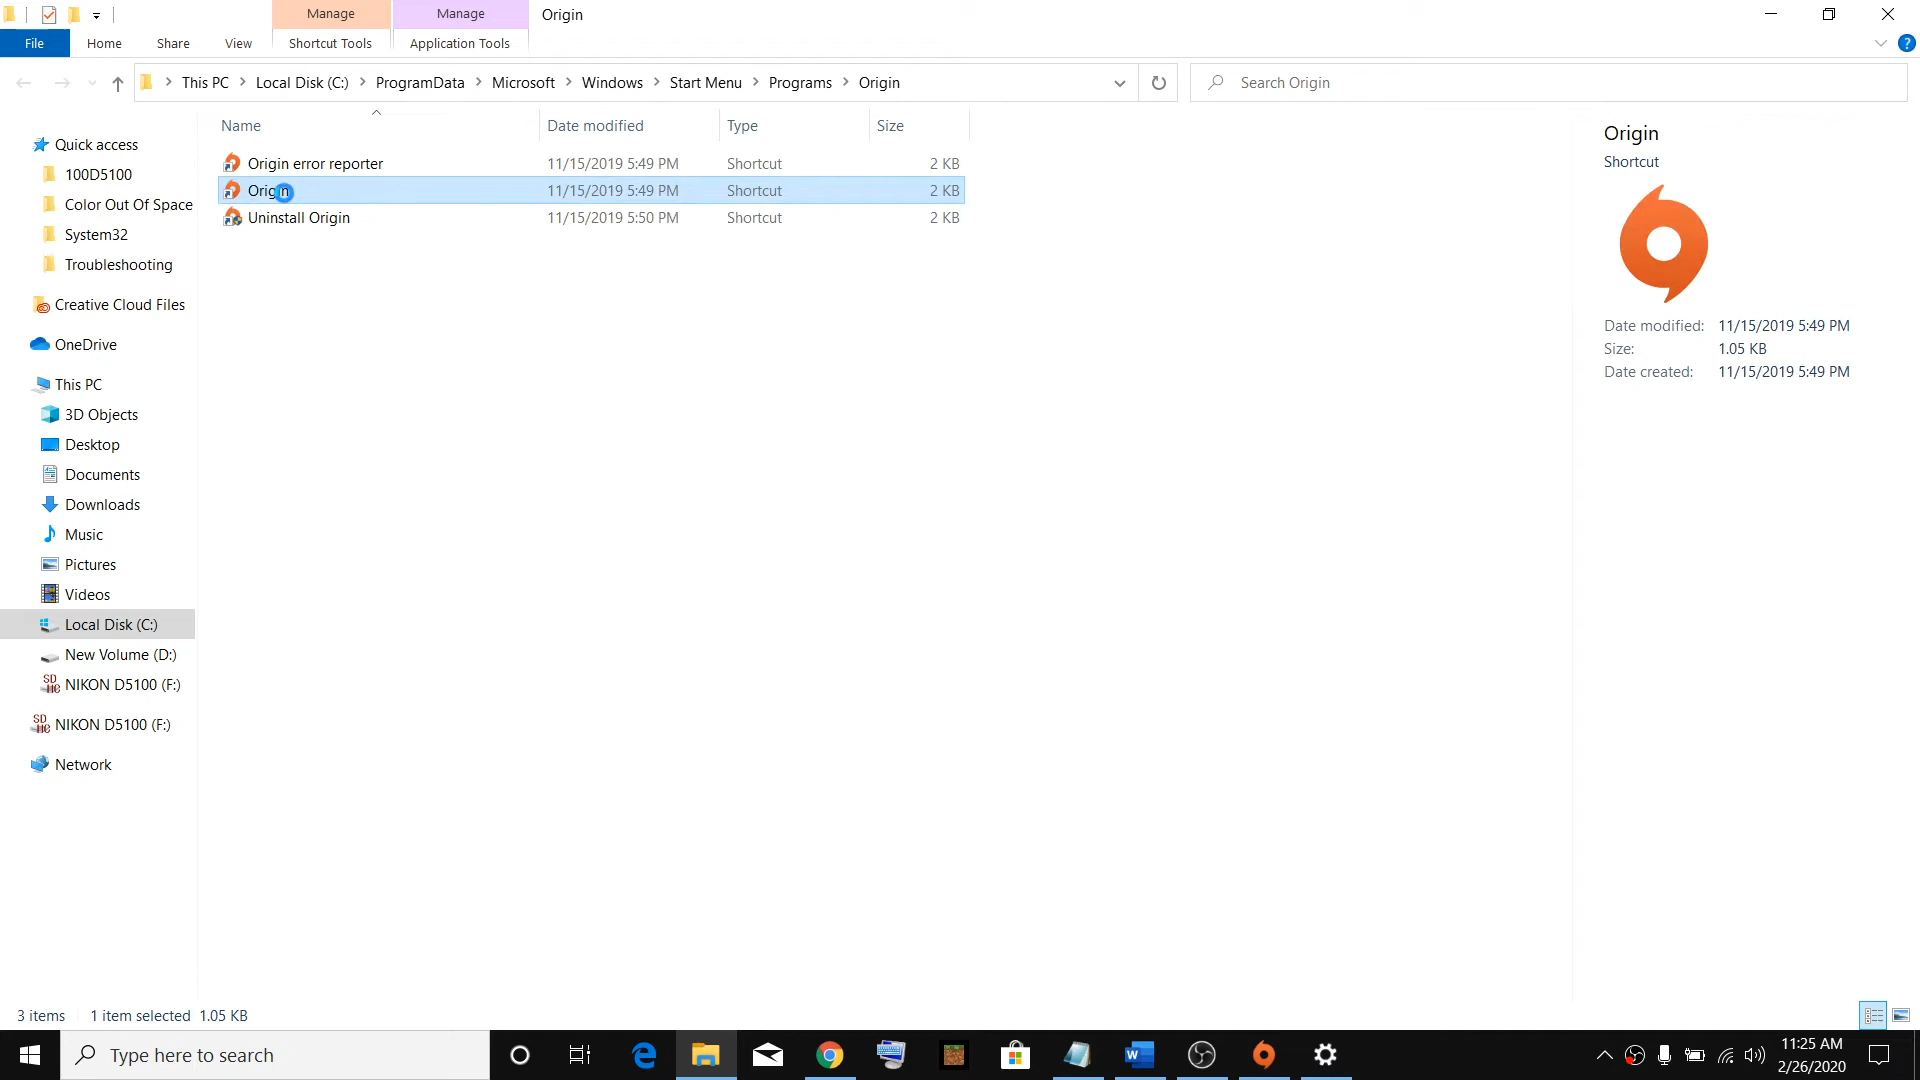 Manage
Manage
Origin
File
Home
Share
View
Shortcut Tools
Application Tools
This PC
Local Disk (C:)
ProgramData
Microsoft
Windows
Start Menu
Programs
Origin
Search Origin
Name
Date modified
Type
Size
Origin error reporter 11/15/2019 5:49 PM Shortcut 2 KB
Origin 11/15/2019 5:49 PM Shortcut 2 KB
Uninstall Origin 11/15/2019 5:50 PM Shortcut 2 KB
Quick access
100D5100
Color Out Of Space
System32
Troubleshooting
Creative Cloud Files
OneDrive
This PC
3D Objects
Desktop
Documents
Downloads
Music
Pictures
Videos
Local Disk (C:)
New Volume (D:)
NIKON D5100 (F:)
NIKON D5100 (F:)
Network
Origin
Shortcut
Date modified: 11/15/2019 5:49 PM
Size: 1.05 KB
Date created: 11/15/2019 5:49 PM
3 items
1 item selected 1.05 KB
Type here to search
11:25 AM
2/26/2020